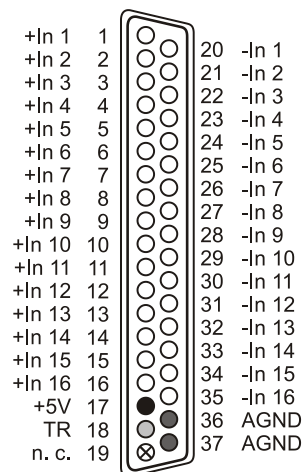 +In 1 1
20 -In 1
+In 2 2
21 -In 2
+In 3 3
22 -In 3
+In 4 4
23 -In 4
+In 5 5
24 -In 5
+In 6 6
25 -In 6
+In 7 7
26 -In 7
+In 8 8
27 -In 8
+In 9 9
28 -In 9
+In 10 10
29 -In 10
+In 11 11
30 -In 11
+In 12 12
31 -In 12
+In 13 13
32 -In 13
+In 14 14
33 -In 14
+In 15 15
34 -In 15
+In 16 16
35 -In 16
+5V 17
36 AGND
TR 18
37 AGND
n. c. 19